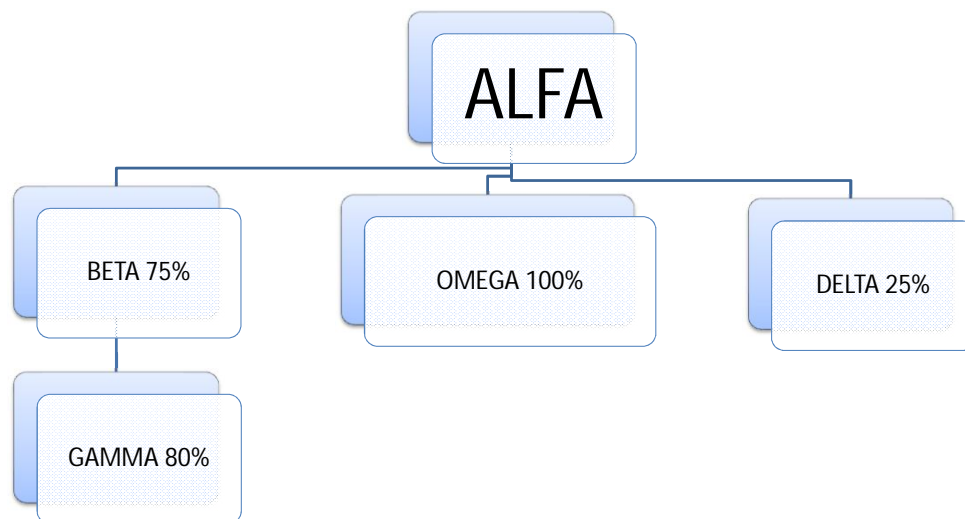 ALFA
BETA 75%
OMEGA 100%
DELTA 25%
GAMMA 80%